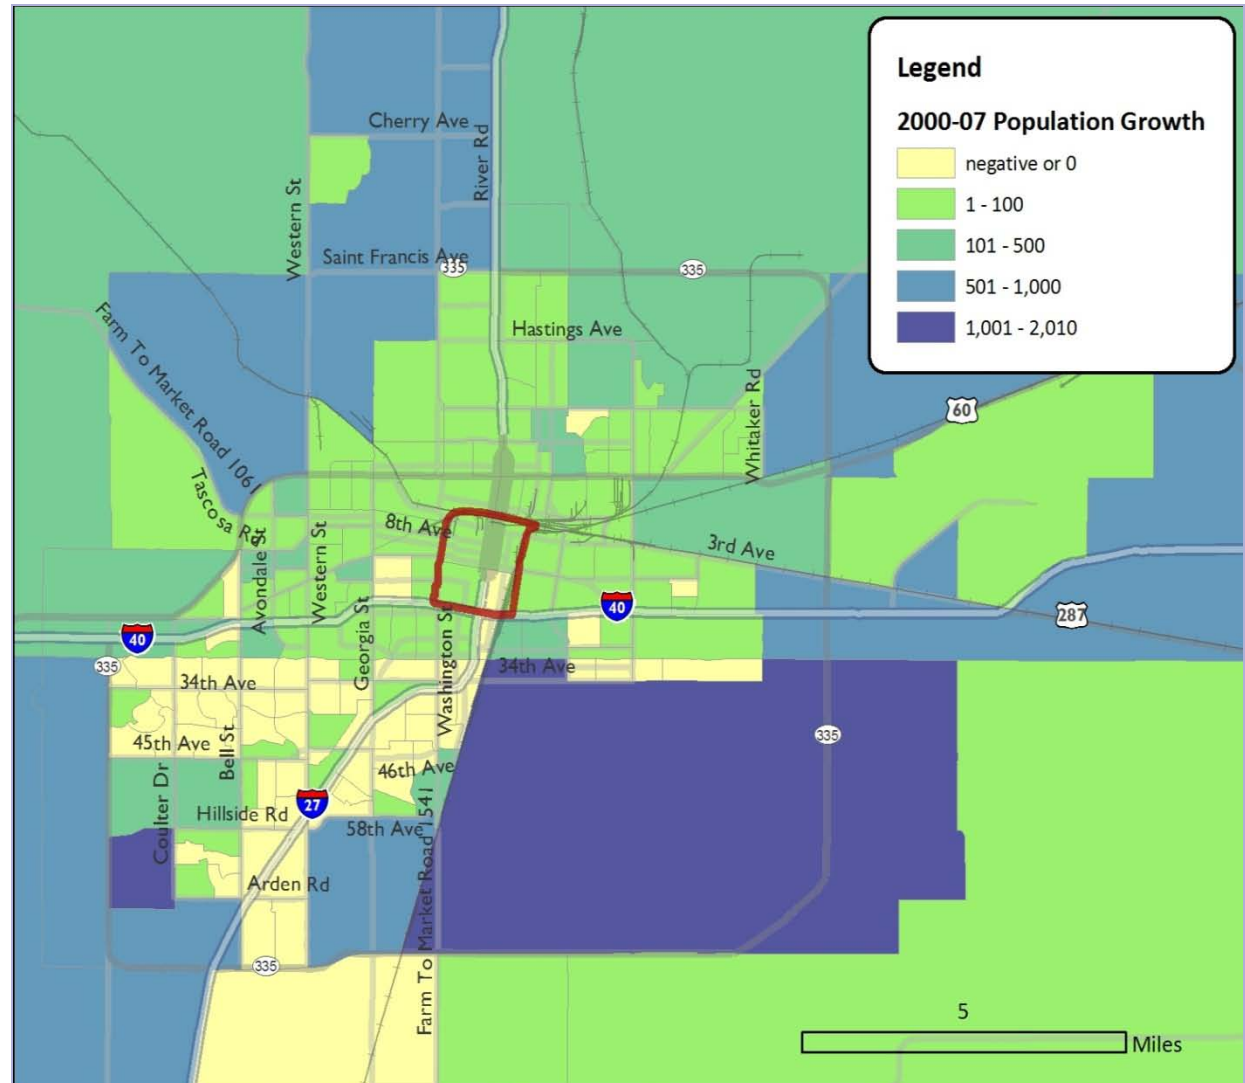 Legend
2000-07 Population Growth
negative or 0
1 - 100
101 - 500
501 - 1,000
1,001 - 2,010
Cherry Ave
River Rd
Western St
Saint Francis Ave
335
335
Hastings Ave
Farm To Market Road 1061
Whitaker Rd
60
Tascosa Rd
8th Ave
3rd Ave
Avondale St
Western St
Georgia St
Washington St
40
287
40
335
34th Ave
34th Ave
45th Ave
Bell St
335
46th Ave
Coulter Dr
Hillside Rd
27
58th Ave
Farm To Market Road 1541
Arden Rd
335
5
Miles